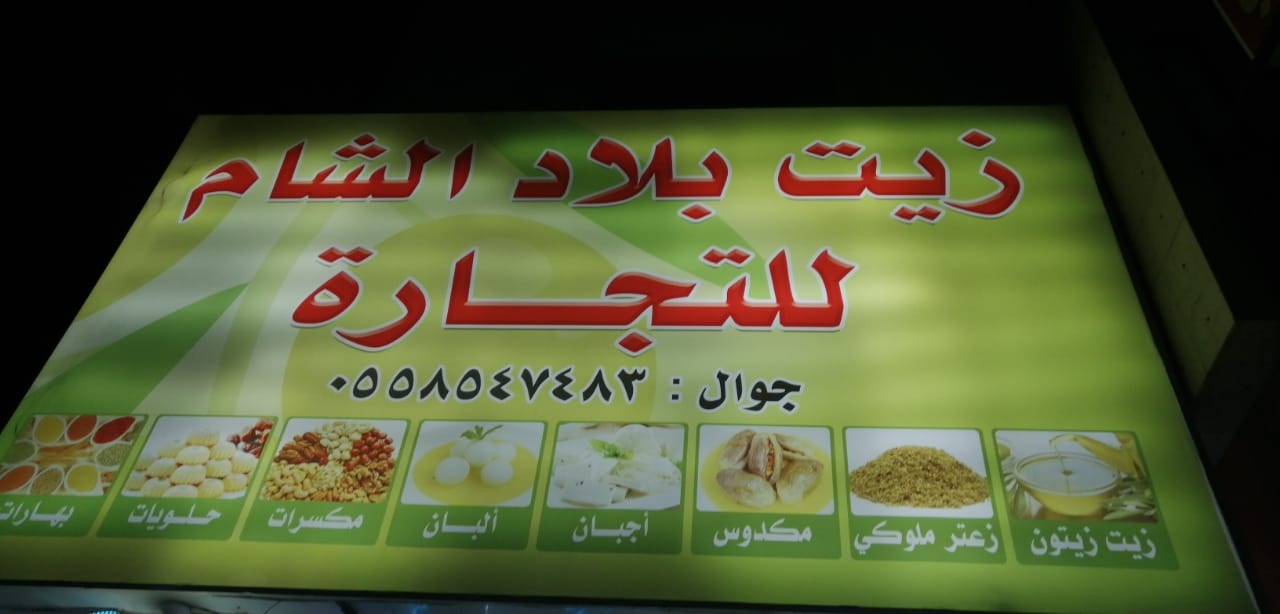 زيت بلاد الشام
للتجارة
جوال : ٠٥٥٨٥٤٧٤٨٣
زيت زيتون زعتر ملوكي مكدوس أجبان ألبان مكسرات حلويات بهارات